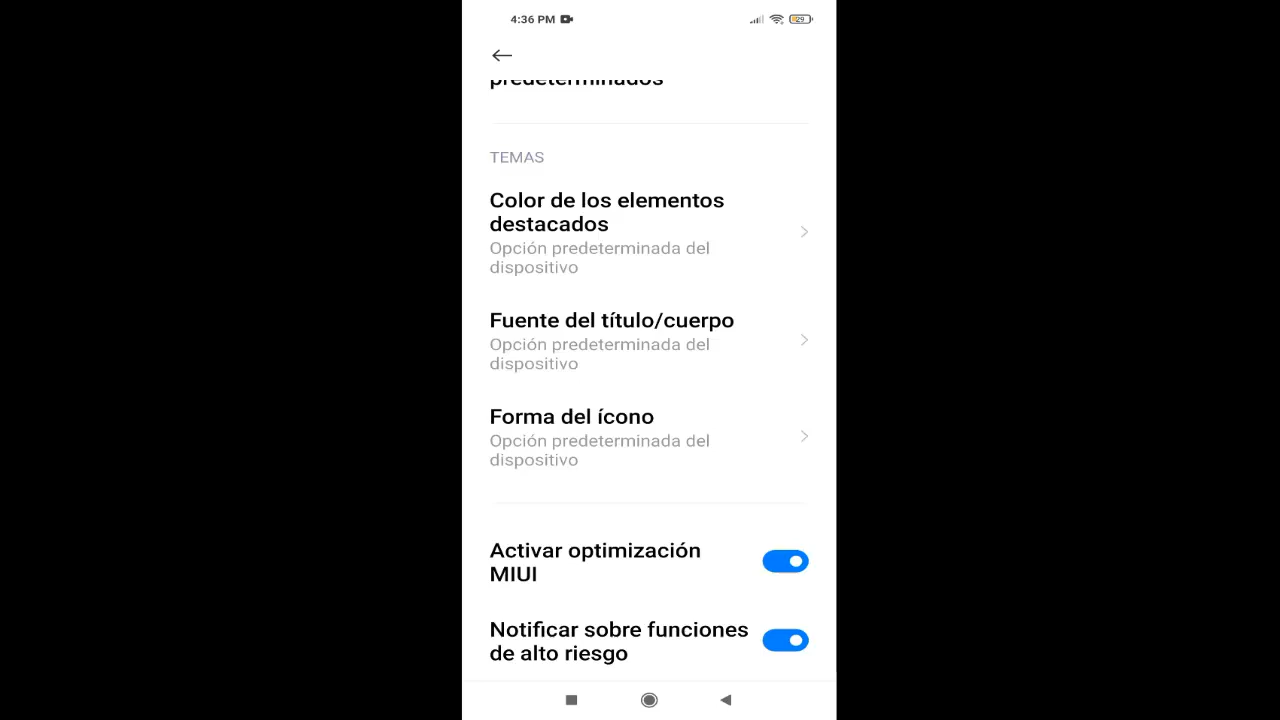 4:36 PM
29
predeterminados
TEMAS
Color de los elementos
destacados
Opción predeterminada del
dispositivo
Fuente del título/cuerpo
Opción predeterminada del
dispositivo
Forma del ícono
Opción predeterminada del
dispositivo
Activar optimización
MIUI
Notificar sobre funciones
de alto riesgo